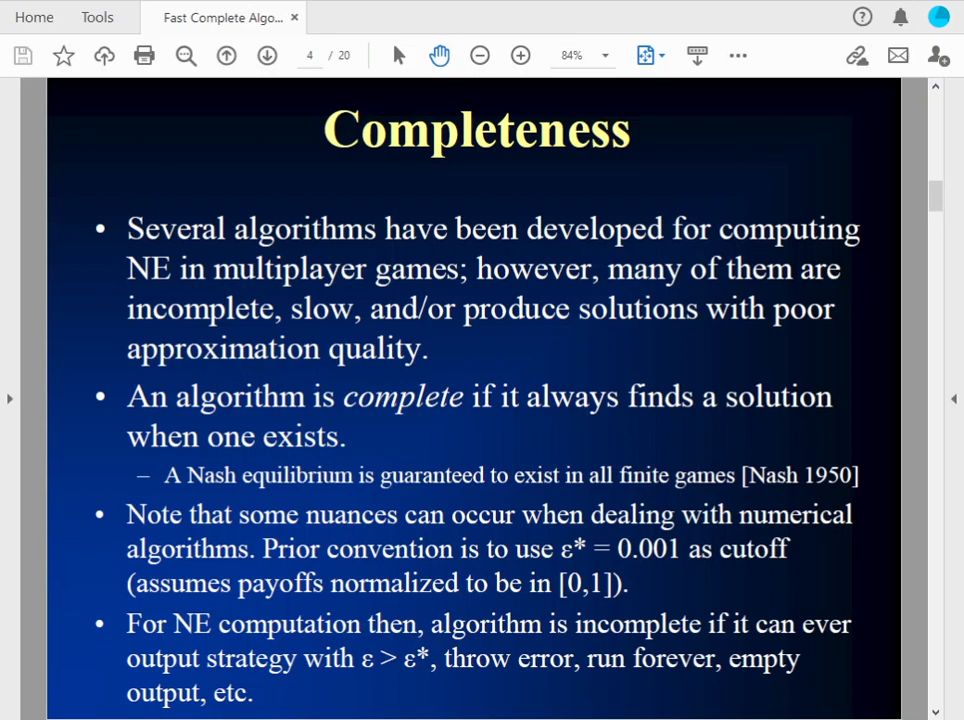 Home Tools Fast Complete Algo... ×
4 / 20 84%
Completeness
• Several algorithms have been developed for computing
NE in multiplayer games; however, many of them are
incomplete, slow, and/or produce solutions with poor
approximation quality.
• An algorithm is complete if it always finds a solution
when one exists.
– A Nash equilibrium is guaranteed to exist in all finite games [Nash 1950]
• Note that some nuances can occur when dealing with numerical
algorithms. Prior convention is to use ε* = 0.001 as cutoff
(assumes payoffs normalized to be in [0,1]).
• For NE computation then, algorithm is incomplete if it can ever
output strategy with ε > ε*, throw error, run forever, empty
output, etc.